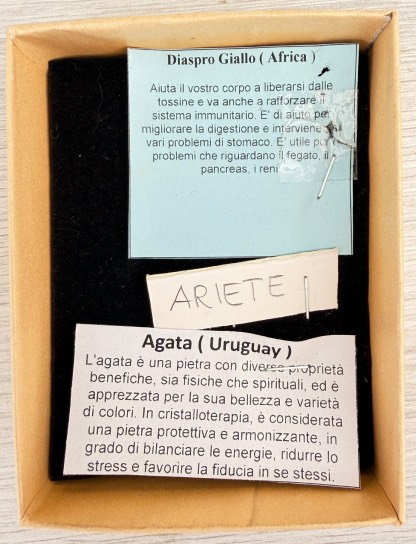 Diaspro Giallo ( Africa )
Aiuta il vostro corpo a liberarsi dalle
tossine e va anche a rafforzare il
sistema immunitario. E' di aiuto per
migliorare la digestione e interviene su
vari problemi di stomaco. E' utile per
problemi che riguardano il fegato, il
pancreas, i reni
ARIETE
Agata ( Uruguay )
L'agata è una pietra con diverse proprietà
benefiche, sia fisiche che spirituali, ed è
apprezzata per la sua bellezza e varietà
di colori. In cristalloterapia, è considerata
una pietra protettiva e armonizzante, in
grado di bilanciare le energie, ridurre lo
stress e favorire la fiducia in se stessi.